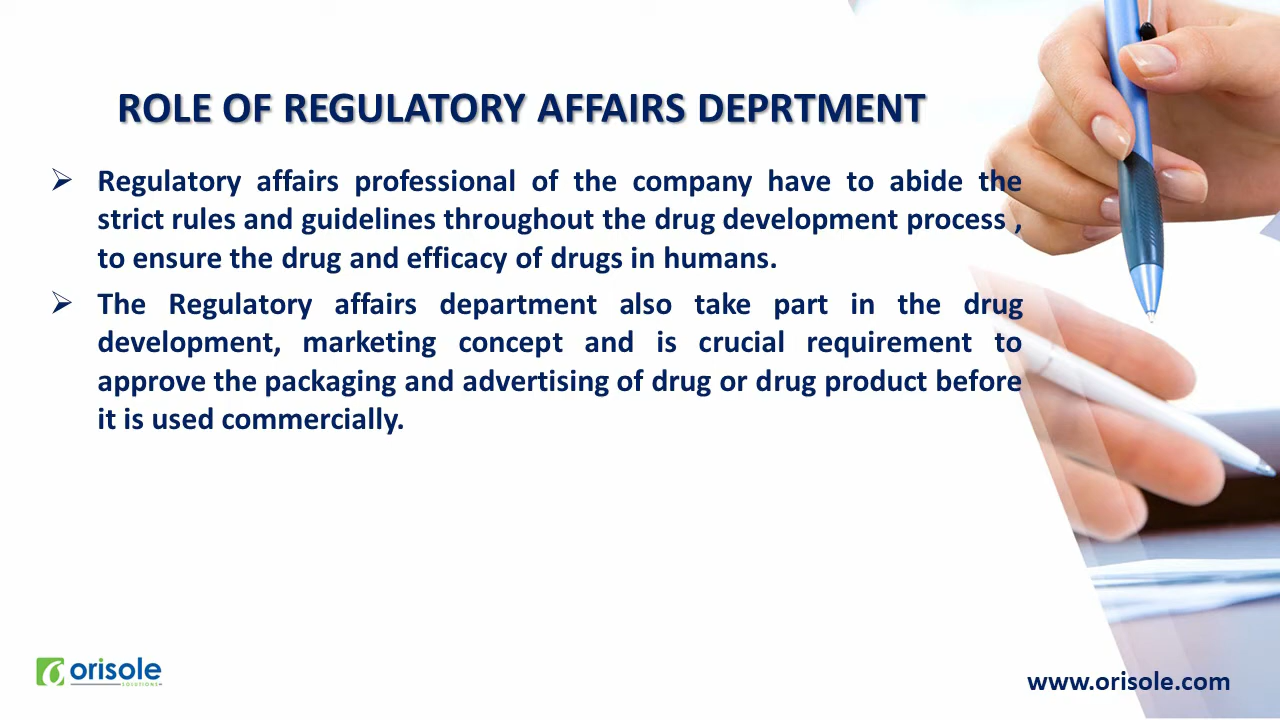 ROLE OF REGULATORY AFFAIRS DEPRTMENT
Regulatory affairs professional of the company have to abide the
strict rules and guidelines throughout the drug development process ,
to ensure the drug and efficacy of drugs in humans.
The Regulatory affairs department also take part in the drug
development, marketing concept and is crucial requirement to
approve the packaging and advertising of drug or drug product before
it is used commercially.
orisole
SOLUTIONS
www.orisole.com